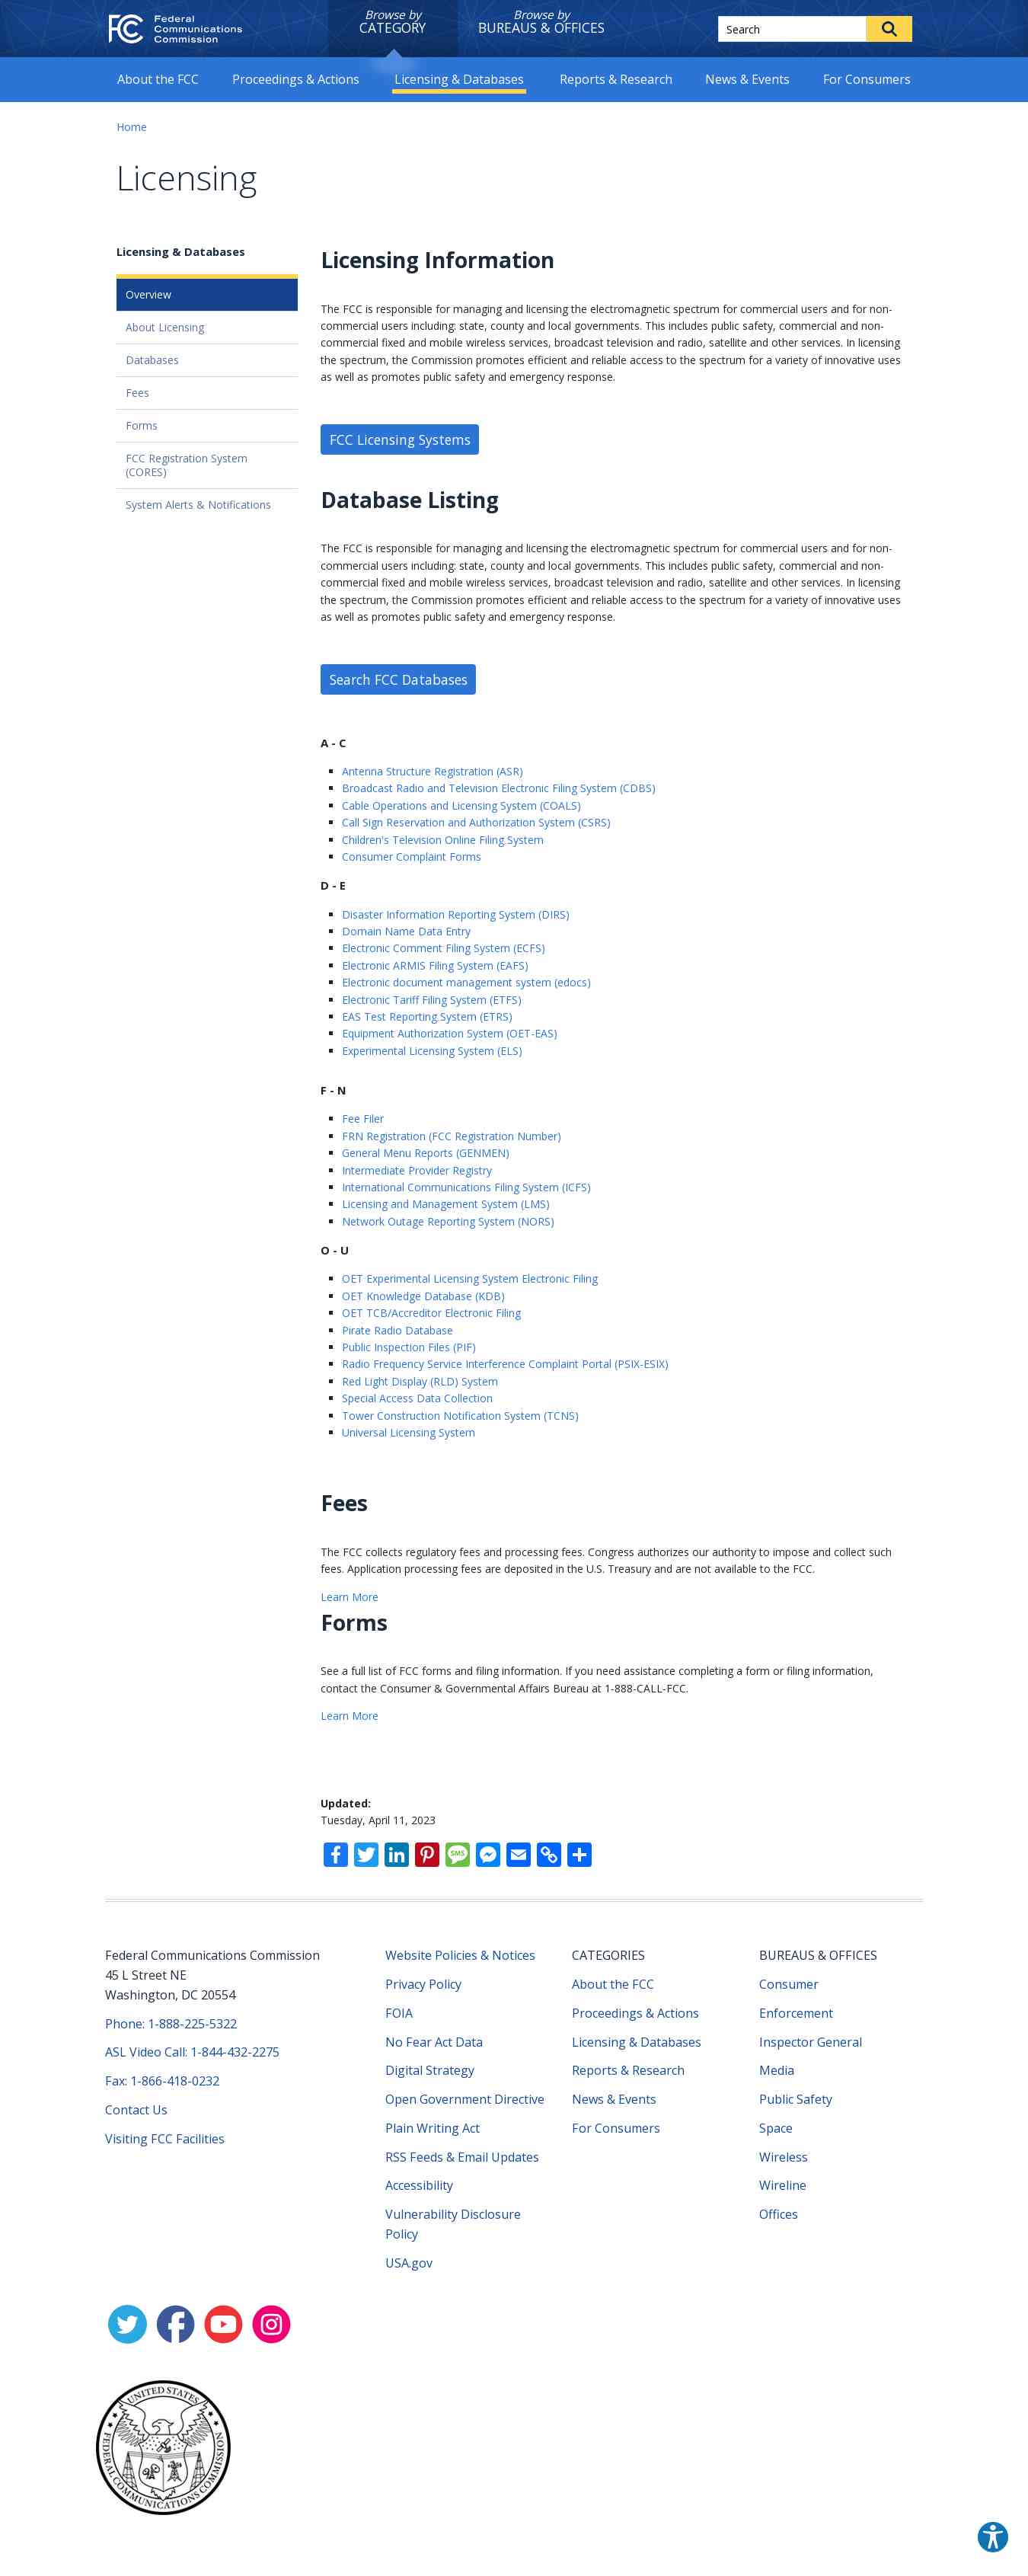 FCC Federal
Communications
Commission
Browse by
CATEGORY
Browse by
BUREAUS & OFFICES
Search
About the FCC
Proceedings & Actions
Licensing & Databases
Reports & Research
News & Events
For Consumers
Home
Licensing
Licensing & Databases
Overview
About Licensing
Databases
Fees
Forms
FCC Registration System
(CORES)
System Alerts & Notifications
Licensing Information
The FCC is responsible for managing and licensing the electromagnetic spectrum for commercial users and for non-
commercial users including: state, county and local governments. This includes public safety, commercial and non-
commercial fixed and mobile wireless services, broadcast television and radio, satellite and other services. In licensing
the spectrum, the Commission promotes efficient and reliable access to the spectrum for a variety of innovative uses
as well as promotes public safety and emergency response.
FCC Licensing Systems
Database Listing
The FCC is responsible for managing and licensing the electromagnetic spectrum for commercial users and for non-
commercial users including: state, county and local governments. This includes public safety, commercial and non-
commercial fixed and mobile wireless services, broadcast television and radio, satellite and other services. In licensing
the spectrum, the Commission promotes efficient and reliable access to the spectrum for a variety of innovative uses
as well as promotes public safety and emergency response.
Search FCC Databases
A - C
Antenna Structure Registration (ASR)
Broadcast Radio and Television Electronic Filing System (CDBS)
Cable Operations and Licensing System (COALS)
Call Sign Reservation and Authorization System (CSRS)
Children's Television Online Filing System
Consumer Complaint Forms
D - E
Disaster Information Reporting System (DIRS)
Domain Name Data Entry
Electronic Comment Filing System (ECFS)
Electronic ARMIS Filing System (EAFS)
Electronic document management system (edocs)
Electronic Tariff Filing System (ETFS)
EAS Test Reporting System (ETRS)
Equipment Authorization System (OET-EAS)
Experimental Licensing System (ELS)
F - N
Fee Filer
FRN Registration (FCC Registration Number)
General Menu Reports (GENMEN)
Intermediate Provider Registry
International Communications Filing System (ICFS)
Licensing and Management System (LMS)
Network Outage Reporting System (NORS)
O - U
OET Experimental Licensing System Electronic Filing
OET Knowledge Database (KDB)
OET TCB/Accreditor Electronic Filing
Pirate Radio Database
Public Inspection Files (PIF)
Radio Frequency Service Interference Complaint Portal (PSIX-ESIX)
Red Light Display (RLD) System
Special Access Data Collection
Tower Construction Notification System (TCNS)
Universal Licensing System
Fees
The FCC collects regulatory fees and processing fees. Congress authorizes our authority to impose and collect such
fees. Application processing fees are deposited in the U.S. Treasury and are not available to the FCC.
Learn More
Forms
See a full list of FCC forms and filing information. If you need assistance completing a form or filing information,
contact the Consumer & Governmental Affairs Bureau at 1-888-CALL-FCC.
Learn More
Updated:
Tuesday, April 11, 2023
SMS
Federal Communications Commission
45 L Street NE
Washington, DC 20554
Phone: 1-888-225-5322
ASL Video Call: 1-844-432-2275
Fax: 1-866-418-0232
Contact Us
Visiting FCC Facilities
Website Policies & Notices
Privacy Policy
FOIA
No Fear Act Data
Digital Strategy
Open Government Directive
Plain Writing Act
RSS Feeds & Email Updates
Accessibility
Vulnerability Disclosure
Policy
USA.gov
CATEGORIES
About the FCC
Proceedings & Actions
Licensing & Databases
Reports & Research
News & Events
For Consumers
BUREAUS & OFFICES
Consumer
Enforcement
Inspector General
Media
Public Safety
Space
Wireless
Wireline
Offices
UNITED STATES
FEDERAL COMMUNICATIONS COMMISSION